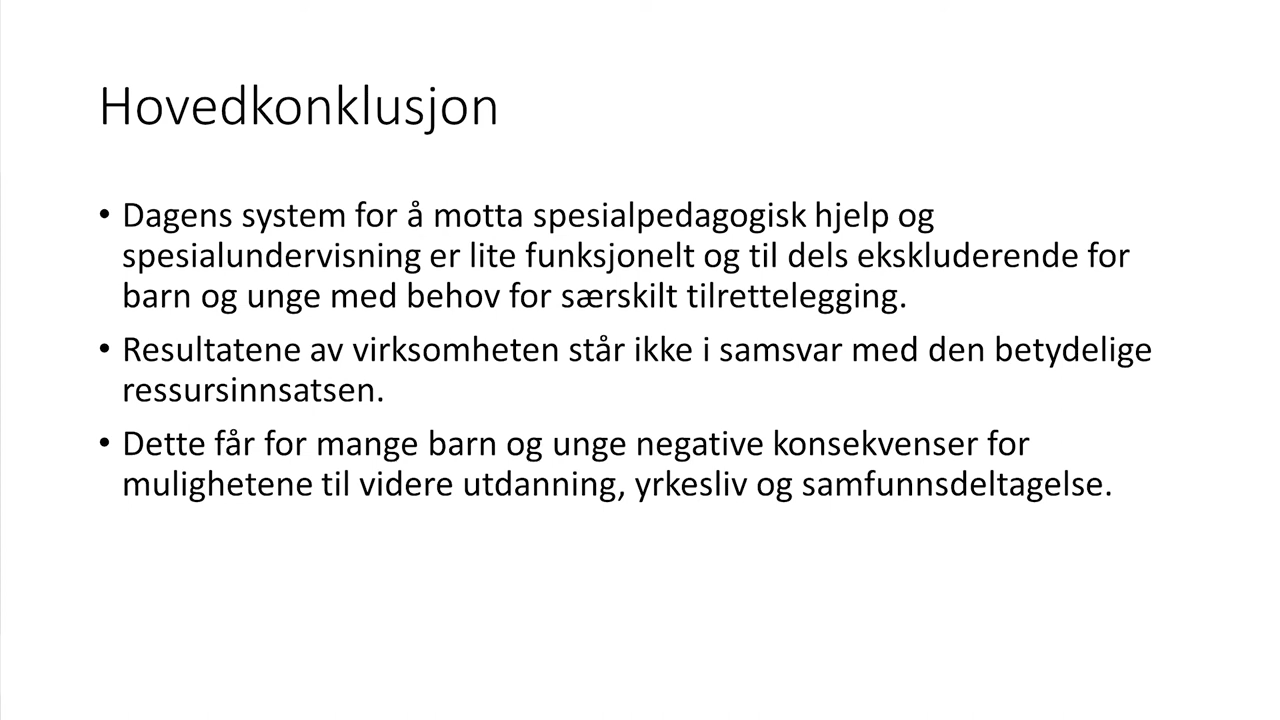 Hovedkonklusjon
• Dagens system for å motta spesialpedagogisk hjelp og
spesialundervisning er lite funksjonelt og til dels ekskluderende for
barn og unge med behov for særskilt tilrettelegging.
• Resultatene av virksomheten står ikke i samsvar med den betydelige
ressursinnsatsen.
• Dette får for mange barn og unge negative konsekvenser for
mulighetene til videre utdanning, yrkesliv og samfunnsdeltagelse.